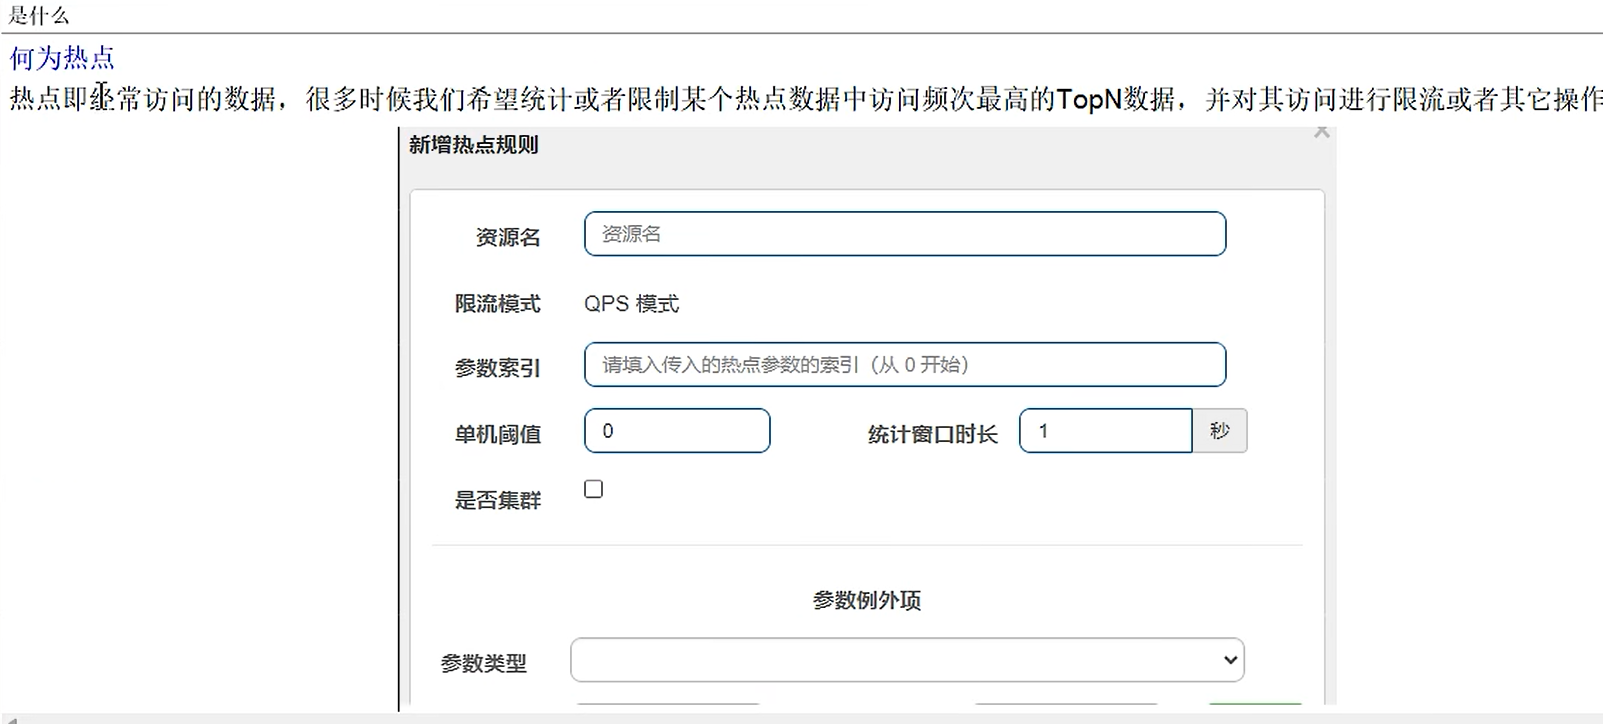 是什么
何为热点
热点即经常访问的数据，很多时候我们希望统计或者限制某个热点数据中访问频次最高的TopN数据，并对其访问进行限流或者其它操作
新增热点规则
资源名 资源名
限流模式 QPS 模式
参数索引 请填入传入的热点参数的索引（从 0 开始）
单机阈值 0 统计窗口时长 1 秒
是否集群
参数例外项
参数类型